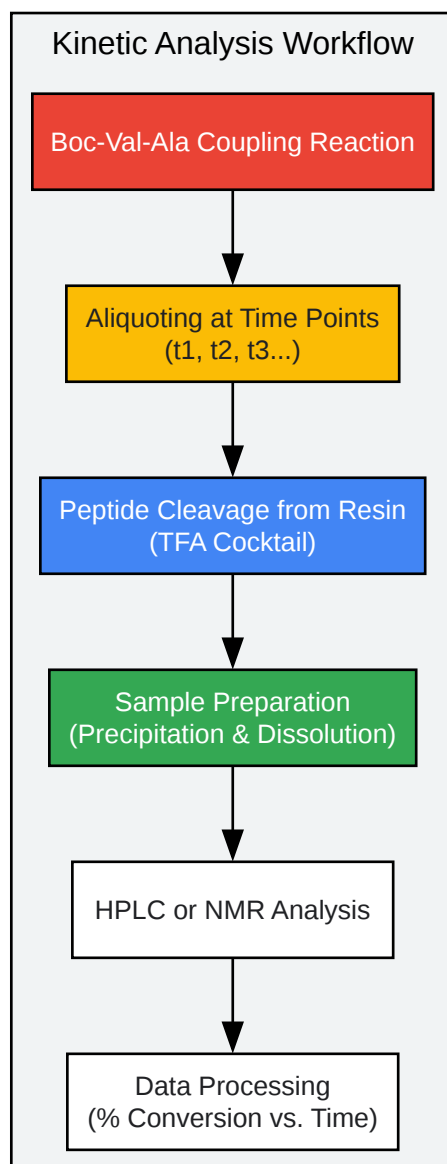 Kinetic Analysis Workflow
Boc-Val-Ala Coupling Reaction
Aliquoting at Time Points
(t1, t2, t3...)
Peptide Cleavage from Resin
(TFA Cocktail)
Sample Preparation
(Precipitation & Dissolution)
HPLC or NMR Analysis
Data Processing
(% Conversion vs. Time)